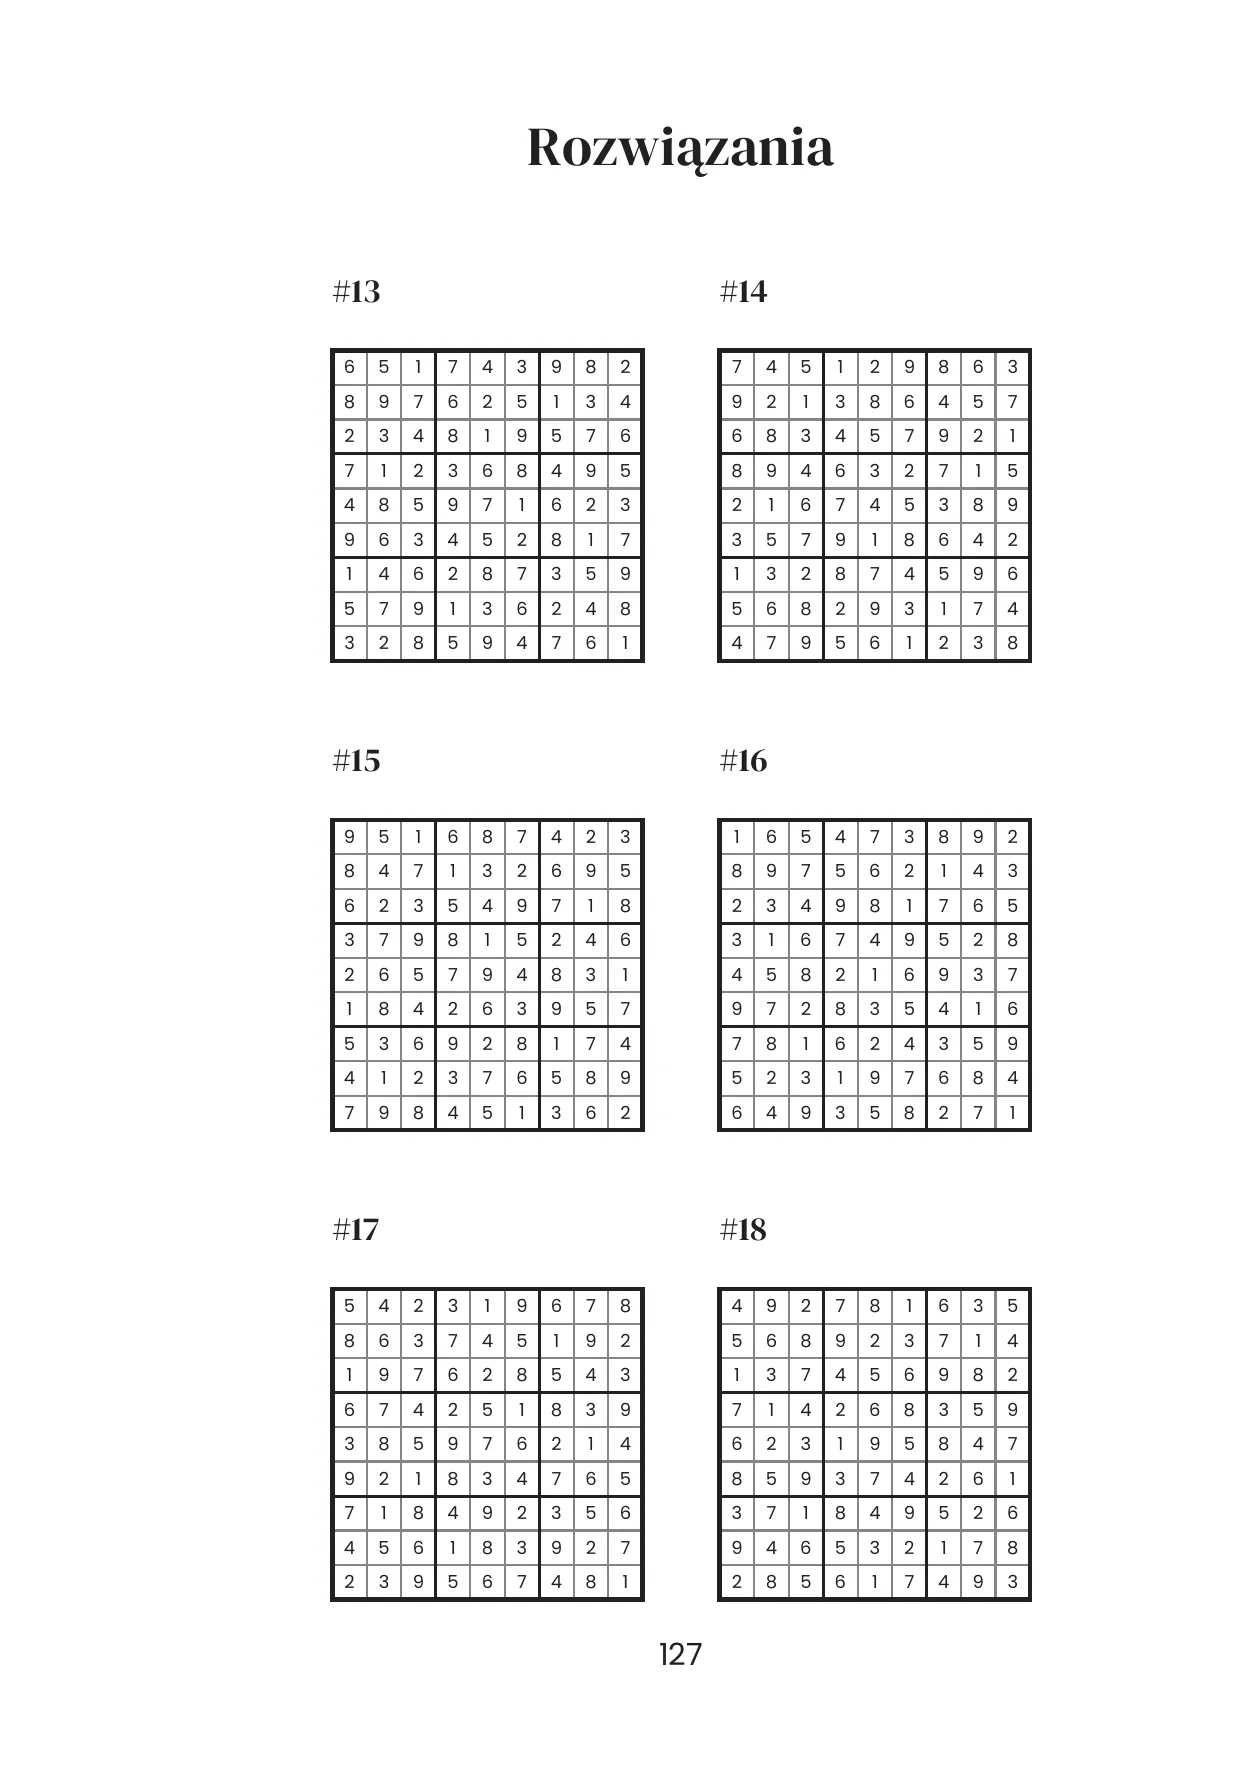 Rozwiązania
#13
6 5 1 7 4 3 9 8 2
8 9 7 6 2 5 1 3 4
2 3 4 8 1 9 5 7 6
7 1 2 3 6 8 4 9 5
4 8 5 9 7 1 6 2 3
9 6 3 4 5 2 8 1 7
1 4 6 2 8 7 3 5 9
5 7 9 1 3 6 2 4 8
3 2 8 5 9 4 7 6 1
#14
7 4 5 1 2 9 8 6 3
9 2 1 3 8 6 4 5 7
6 8 3 4 5 7 9 2 1
8 9 4 6 3 2 7 1 5
2 1 6 7 4 5 3 8 9
3 5 7 9 1 8 6 4 2
1 3 2 8 7 4 5 9 6
5 6 8 2 9 3 1 7 4
4 7 9 5 6 1 2 3 8
#15
9 5 1 6 8 7 4 2 3
8 4 7 1 3 2 6 9 5
6 2 3 5 4 9 7 1 8
3 7 9 8 1 5 2 4 6
2 6 5 7 9 4 8 3 1
1 8 4 2 6 3 9 5 7
5 3 6 9 2 8 1 7 4
4 1 2 3 7 6 5 8 9
7 9 8 4 5 1 3 6 2
#16
1 6 5 4 7 3 8 9 2
8 9 7 5 6 2 1 4 3
2 3 4 9 8 1 7 6 5
3 1 6 7 4 9 5 2 8
4 5 8 2 1 6 9 3 7
9 7 2 8 3 5 4 1 6
7 8 1 6 2 4 3 5 9
5 2 3 1 9 7 6 8 4
6 4 9 3 5 8 2 7 1
#17
5 4 2 3 1 9 6 7 8
8 6 3 7 4 5 1 9 2
1 9 7 6 2 8 5 4 3
6 7 4 2 5 1 8 3 9
3 8 5 9 7 6 2 1 4
9 2 1 8 3 4 7 6 5
7 1 8 4 9 2 3 5 6
4 5 6 1 8 3 9 2 7
2 3 9 5 6 7 4 8 1
#18
4 9 2 7 8 1 6 3 5
5 6 8 9 2 3 7 1 4
1 3 7 4 5 6 9 8 2
7 1 4 2 6 8 3 5 9
6 2 3 1 9 5 8 4 7
8 5 9 3 7 4 2 6 1
3 7 1 8 4 9 5 2 6
9 4 6 5 3 2 1 7 8
2 8 5 6 1 7 4 9 3
127